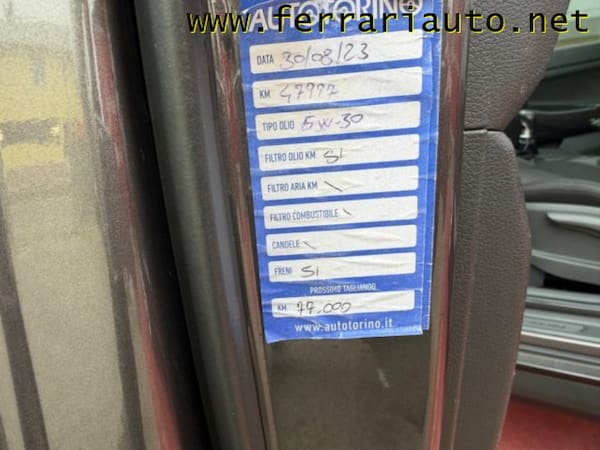 www.ferrariauto.net
AUTOTORINO
DATA 30/08/23
KM 47997
TIPO OLIO 5W-30
FILTRO OLIO KM SI
FILTRO ARIA KM \
FILTRO COMBUSTIBILE \
CANDELE \
FRENI SI
PROSSIMO TAGLIANDO
KM 77.000
www.autotorino.it